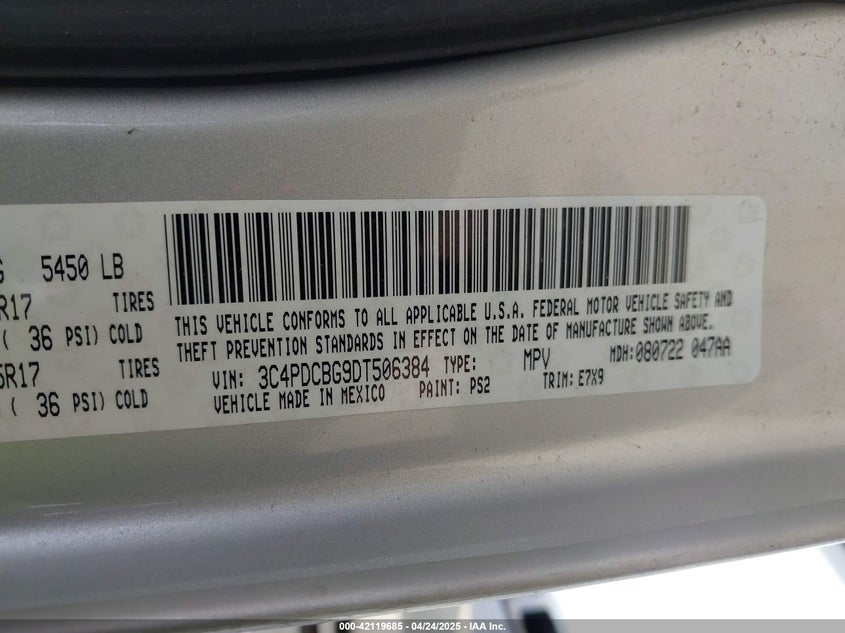 5450 LB
R17 TIRES
( 36 PSI) COLD
5R17 TIRES
( 36 PSI) COLD
THIS VEHICLE CONFORMS TO ALL APPLICABLE U.S.A. FEDERAL MOTOR VEHICLE SAFETY AND
THEFT PREVENTION STANDARDS IN EFFECT ON THE DATE OF MANUFACTURE SHOWN ABOVE.
VIN: 3C4PDCBG9DT506384 TYPE: MPV MDH:080722 047AA
VEHICLE MADE IN MEXICO PAINT: PS2 TRIM: E7X9
000-42119685 - 04/24/2025 - IAA Inc.